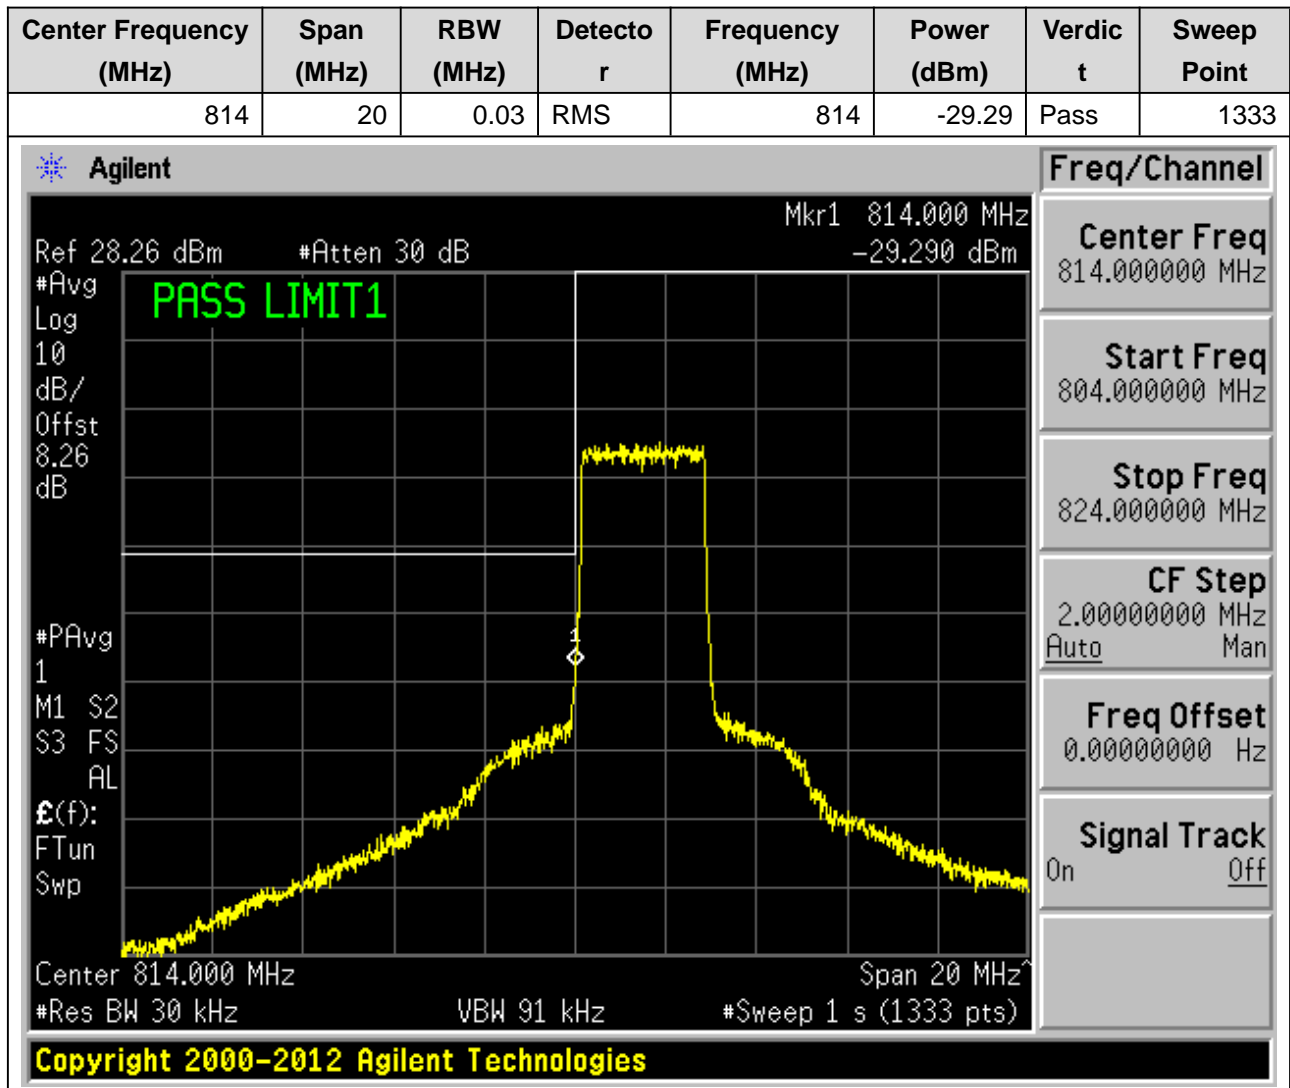 Center Frequency (MHz) Span (MHz) RBW (MHz) Detecto r Frequency (MHz) Power (dBm) Verdic t Sweep Point
814 20 0.03 RMS 814 -29.29 Pass 1333
Agilent
Freq/Channel
Mkr1 814.000 MHz
Ref 28.26 dBm #Atten 30 dB -29.290 dBm
#Avg
Log
10
dB/
Offst
8.26
dB
PASS LIMIT1
1
#PAvg
1
M1 S2
S3 FS
AL
£(f):
FTun
Swp
Center 814.000 MHz Span 20 MHz^
#Res BW 30 kHz VBW 91 kHz #Sweep 1 s (1333 pts)
Center Freq
814.000000 MHz
Start Freq
804.000000 MHz
Stop Freq
824.000000 MHz
CF Step
2.00000000 MHz
Auto Man
Freq Offset
0.00000000 Hz
Signal Track
On Off
Copyright 2000-2012 Agilent Technologies